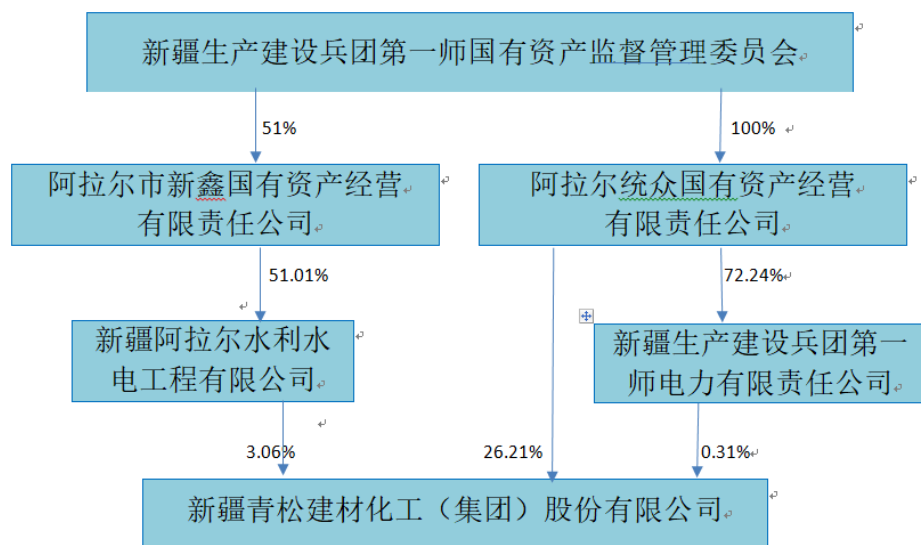 新疆生产建设兵团第一师国有资产监督管理委员会
51%
100%
阿拉尔市新鑫国有资产经营
有限责任公司
阿拉尔统众国有资产经营
有限责任公司
51.01%
72.24%
新疆阿拉尔水利水
电工程有限公司
新疆生产建设兵团第一
师电力有限责任公司
3.06%
26.21%
0.31%
新疆青松建材化工（集团）股份有限公司